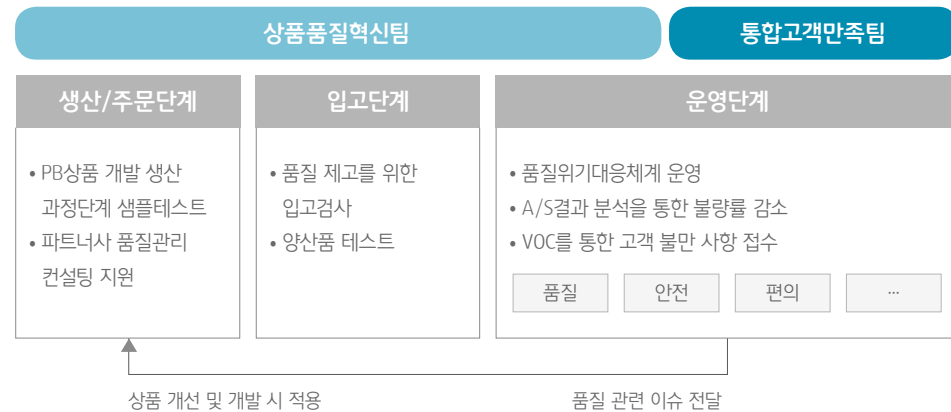 상품품질혁신팀
통합고객만족팀
생산/주문단계
• PB상품 개발 생산
과정단계 샘플테스트
• 파트너사 품질관리
컨설팅 지원
입고단계
• 품질 제고를 위한
입고검사
• 양산품 테스트
운영단계
• 품질위기대응체계 운영
• A/S결과 분석을 통한 불량률 감소
• VOC를 통한 고객 불만 사항 접수
품질
안전
편의
...
상품 개선 및 개발 시 적용
품질 관련 이슈 전달